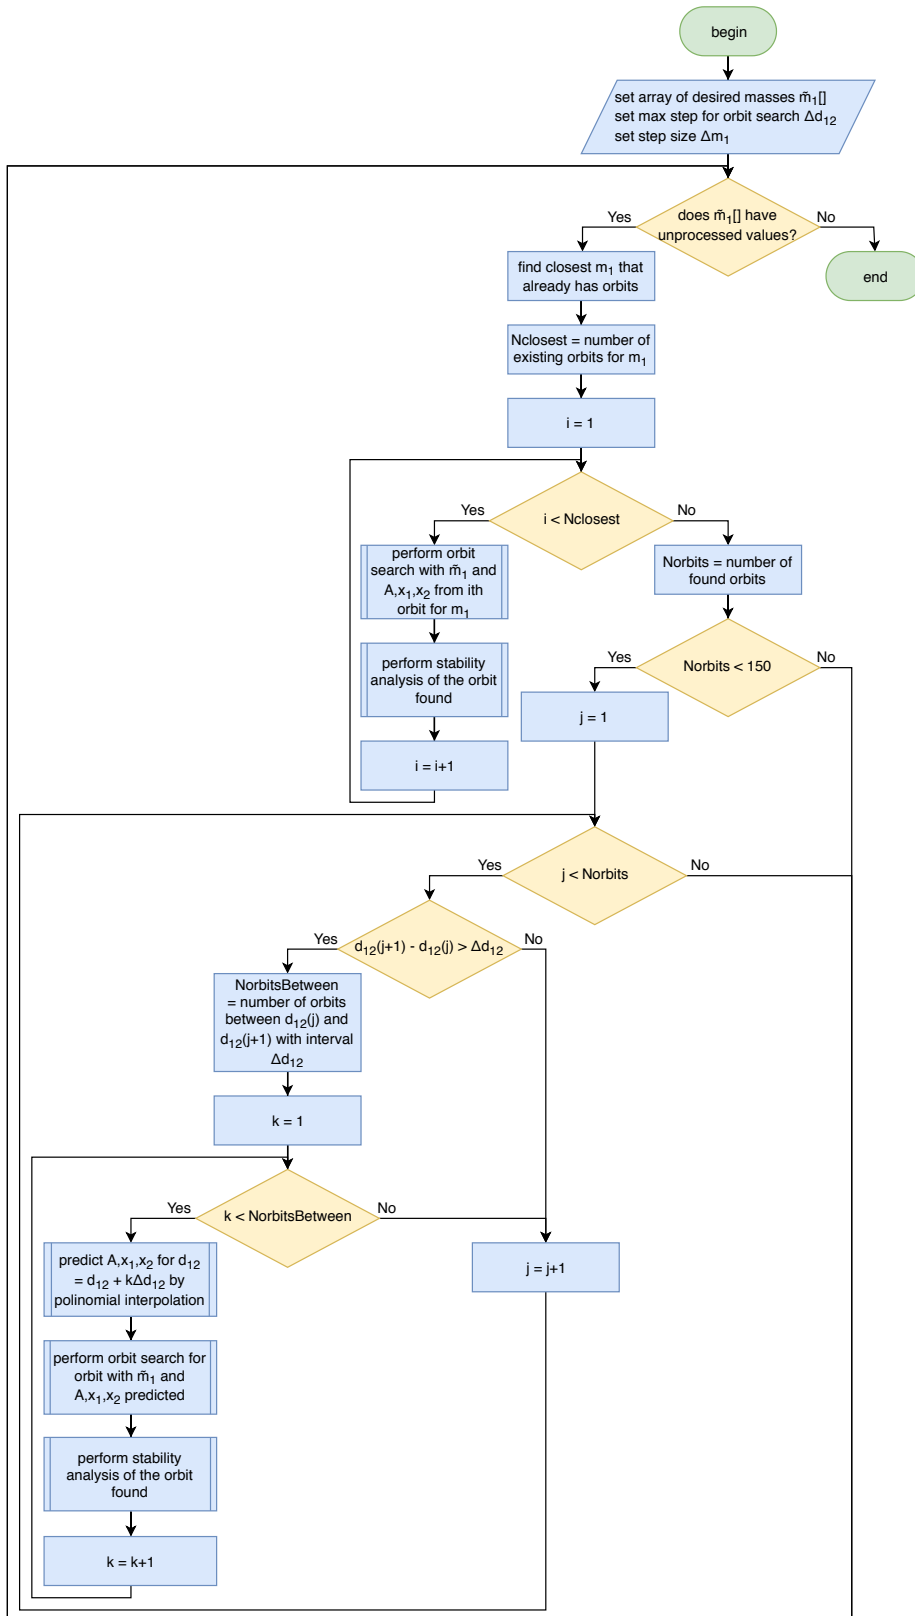 begin
set array of desired masses m̃₁[]
set max step for orbit search Δd₁₂
set step size Δm₁
does m̃₁[] have
unprocessed values?
Yes
No
find closest m₁ that
already has orbits
end
Nclosest = number of
existing orbits for m₁
i = 1
i < Nclosest
Yes
No
perform orbit
search with m̃₁ and
A,x₁,x₂ from ith
orbit for m₁
Norbits = number of
found orbits
perform stability
analysis of the orbit
found
Norbits < 150
Yes
No
j = 1
i = i+1
j < Norbits
Yes
No
d₁₂(j+1) - d₁₂(j) > Δd₁₂
Yes
No
NorbitsBetween
= number of orbits
between d₁₂(j) and
d₁₂(j+1) with interval
Δd₁₂
k = 1
k < NorbitsBetween
Yes
No
predict A,x₁,x₂ for d₁₂
= d₁₂ + kΔd₁₂ by
polinomial interpolation
j = j+1
perform orbit search for
orbit with m̃₁ and
A,x₁,x₂ predicted
perform stability
analysis of the orbit
found
k = k+1